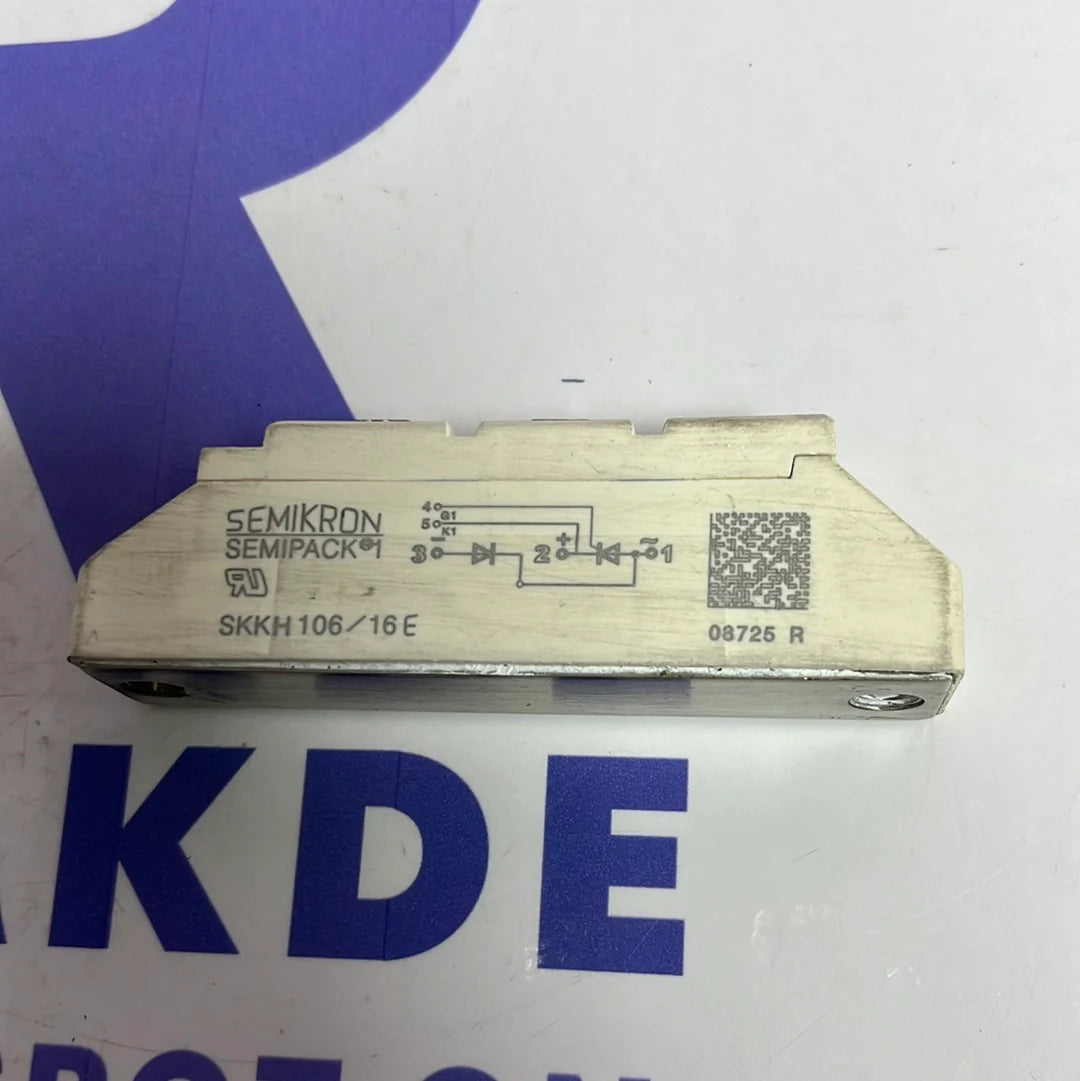 SEMIKRON
SEMIPACK® 1
SKKH 106/16 E
4 G1
5 K1
3 - 2 + ~ 1
08725 R
KDE